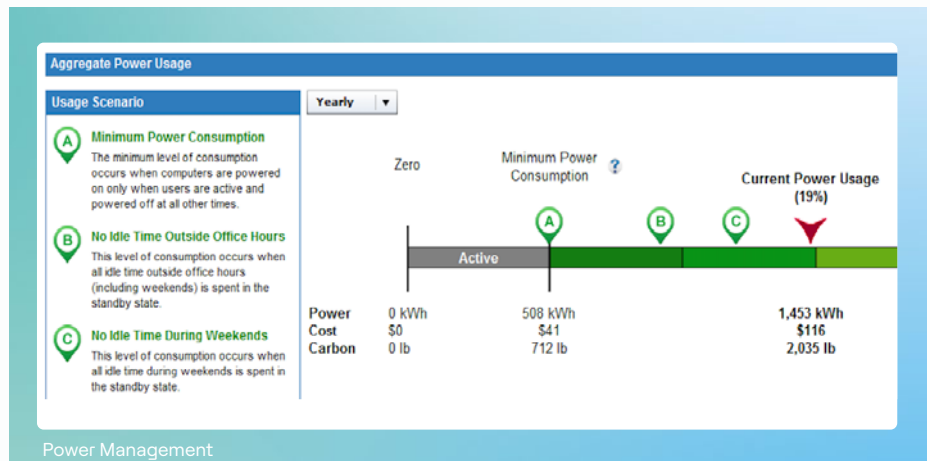 Aggregate Power Usage
Usage Scenario
Yearly
A
Minimum Power Consumption
The minimum level of consumption
occurs when computers are powered
on only when users are active and
powered off at all other times.
B
No Idle Time Outside Office Hours
This level of consumption occurs when
all idle time outside office hours
(including weekends) is spent in the
standby state.
C
No Idle Time During Weekends
This level of consumption occurs when
all idle time during weekends is spent in
the standby state.
Zero
Minimum Power
Consumption
?
Current Power Usage
(19%)
A
B
C
Active
Power 0 kWh 508 kWh 1,453 kWh
Cost $0 $41 $116
Carbon 0 lb 712 lb 2,035 lb
Power Management